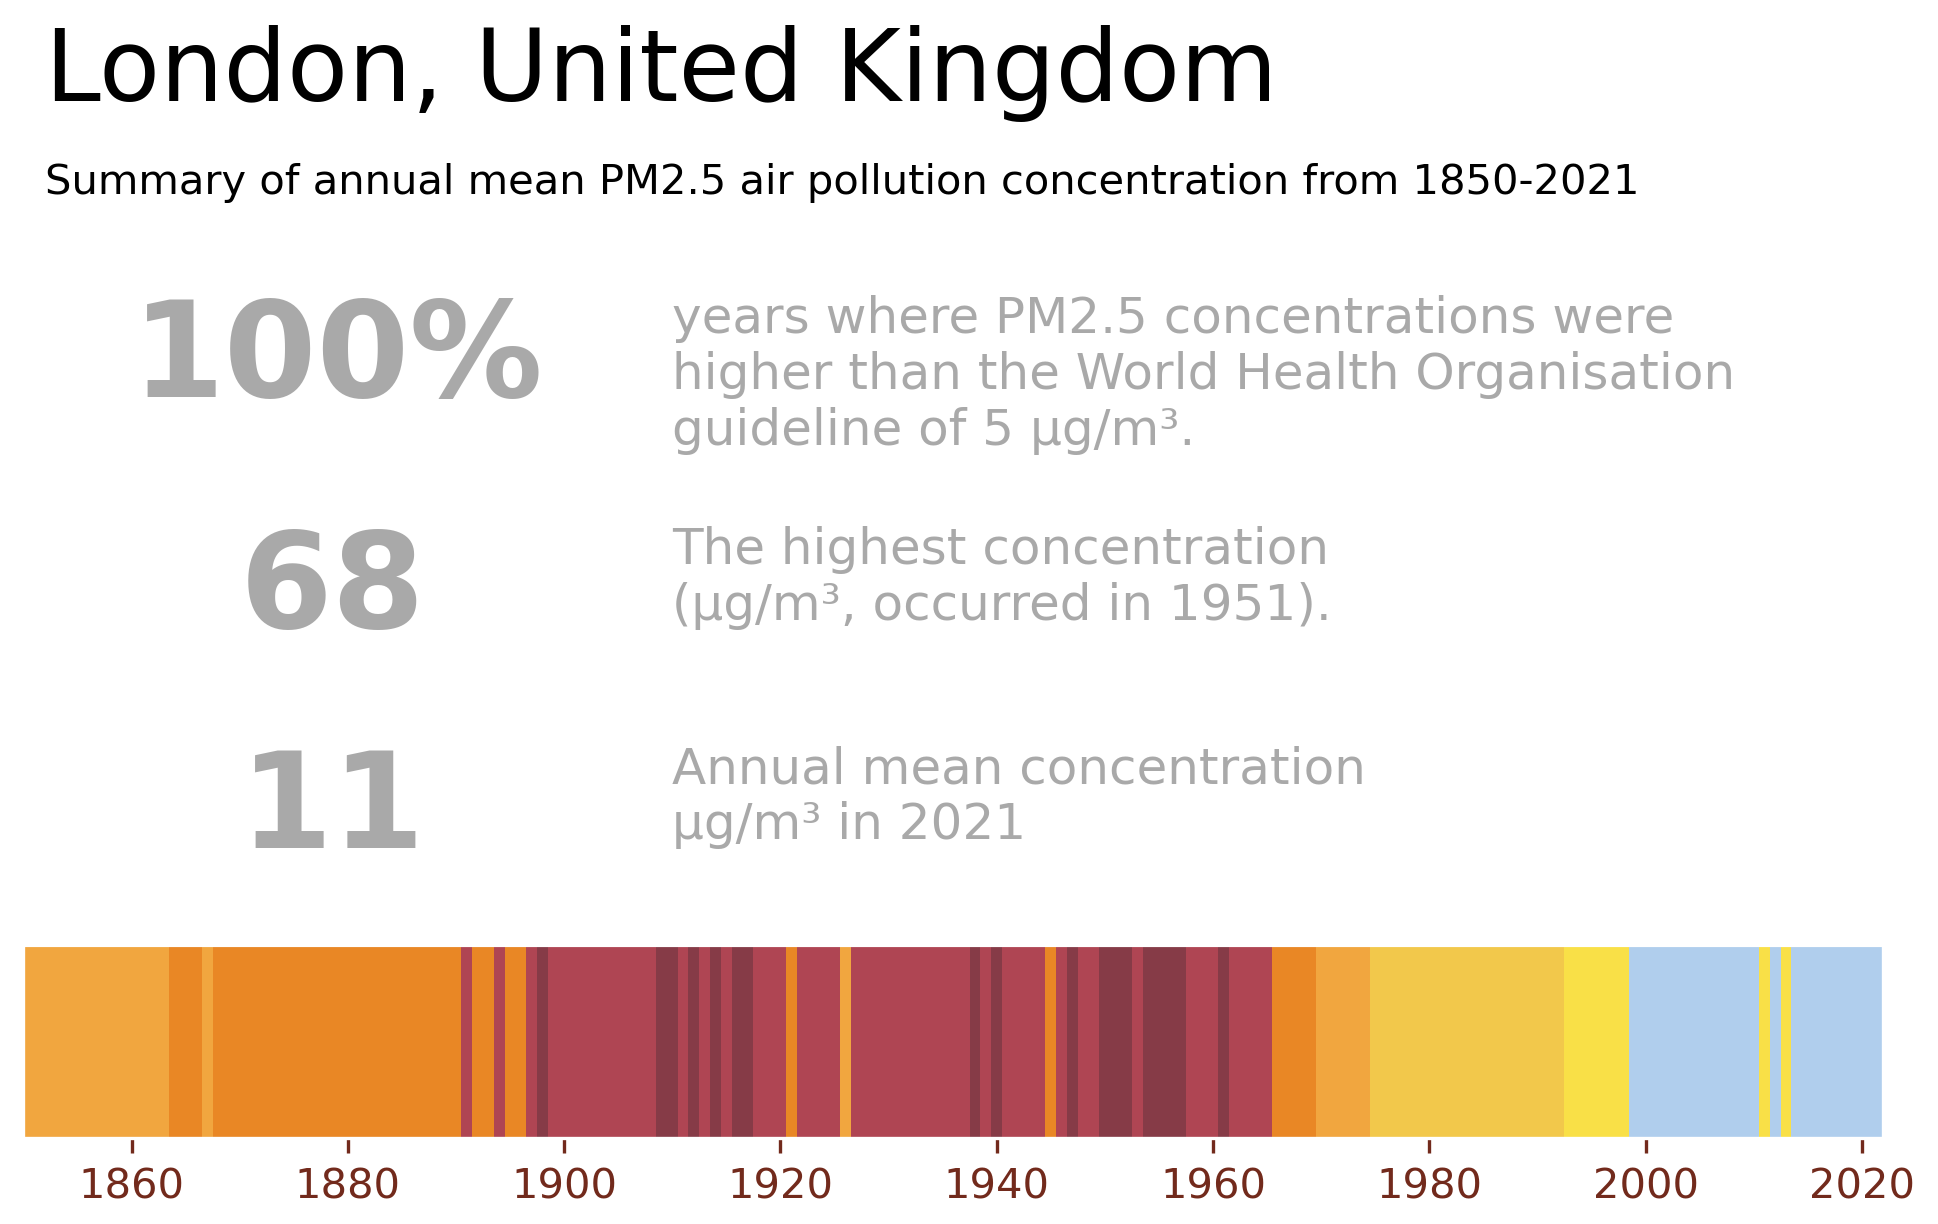 London, United Kingdom
Summary of annual mean PM2.5 air pollution concentration from 1850-2021
100%
years where PM2.5 concentrations were
higher than the World Health Organisation
guideline of 5 µg/m³.
68
The highest concentration
(µg/m³, occurred in 1951).
11
Annual mean concentration
µg/m³ in 2021
1860 1880 1900 1920 1940 1960 1980 2000 2020